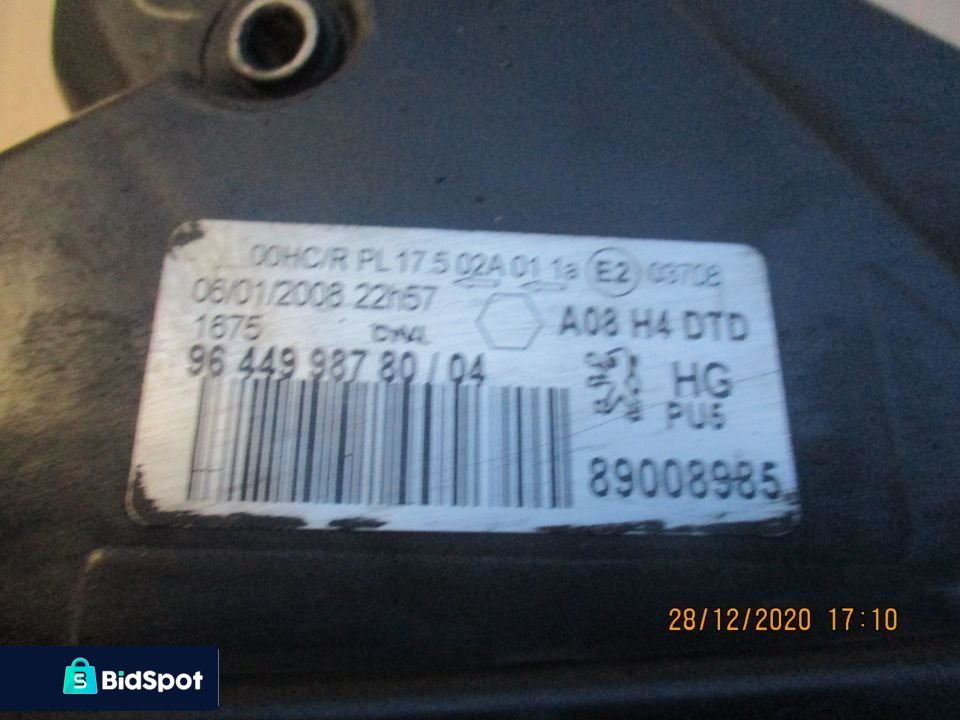 00HC/R PL 17.5 02A 01 1a E2 03708
06/01/2008 22h57
1675
A08 H4 DTD
96 449 987 80 / 04
HG
PU5
89008985
28/12/2020 17:10
S BidSpot